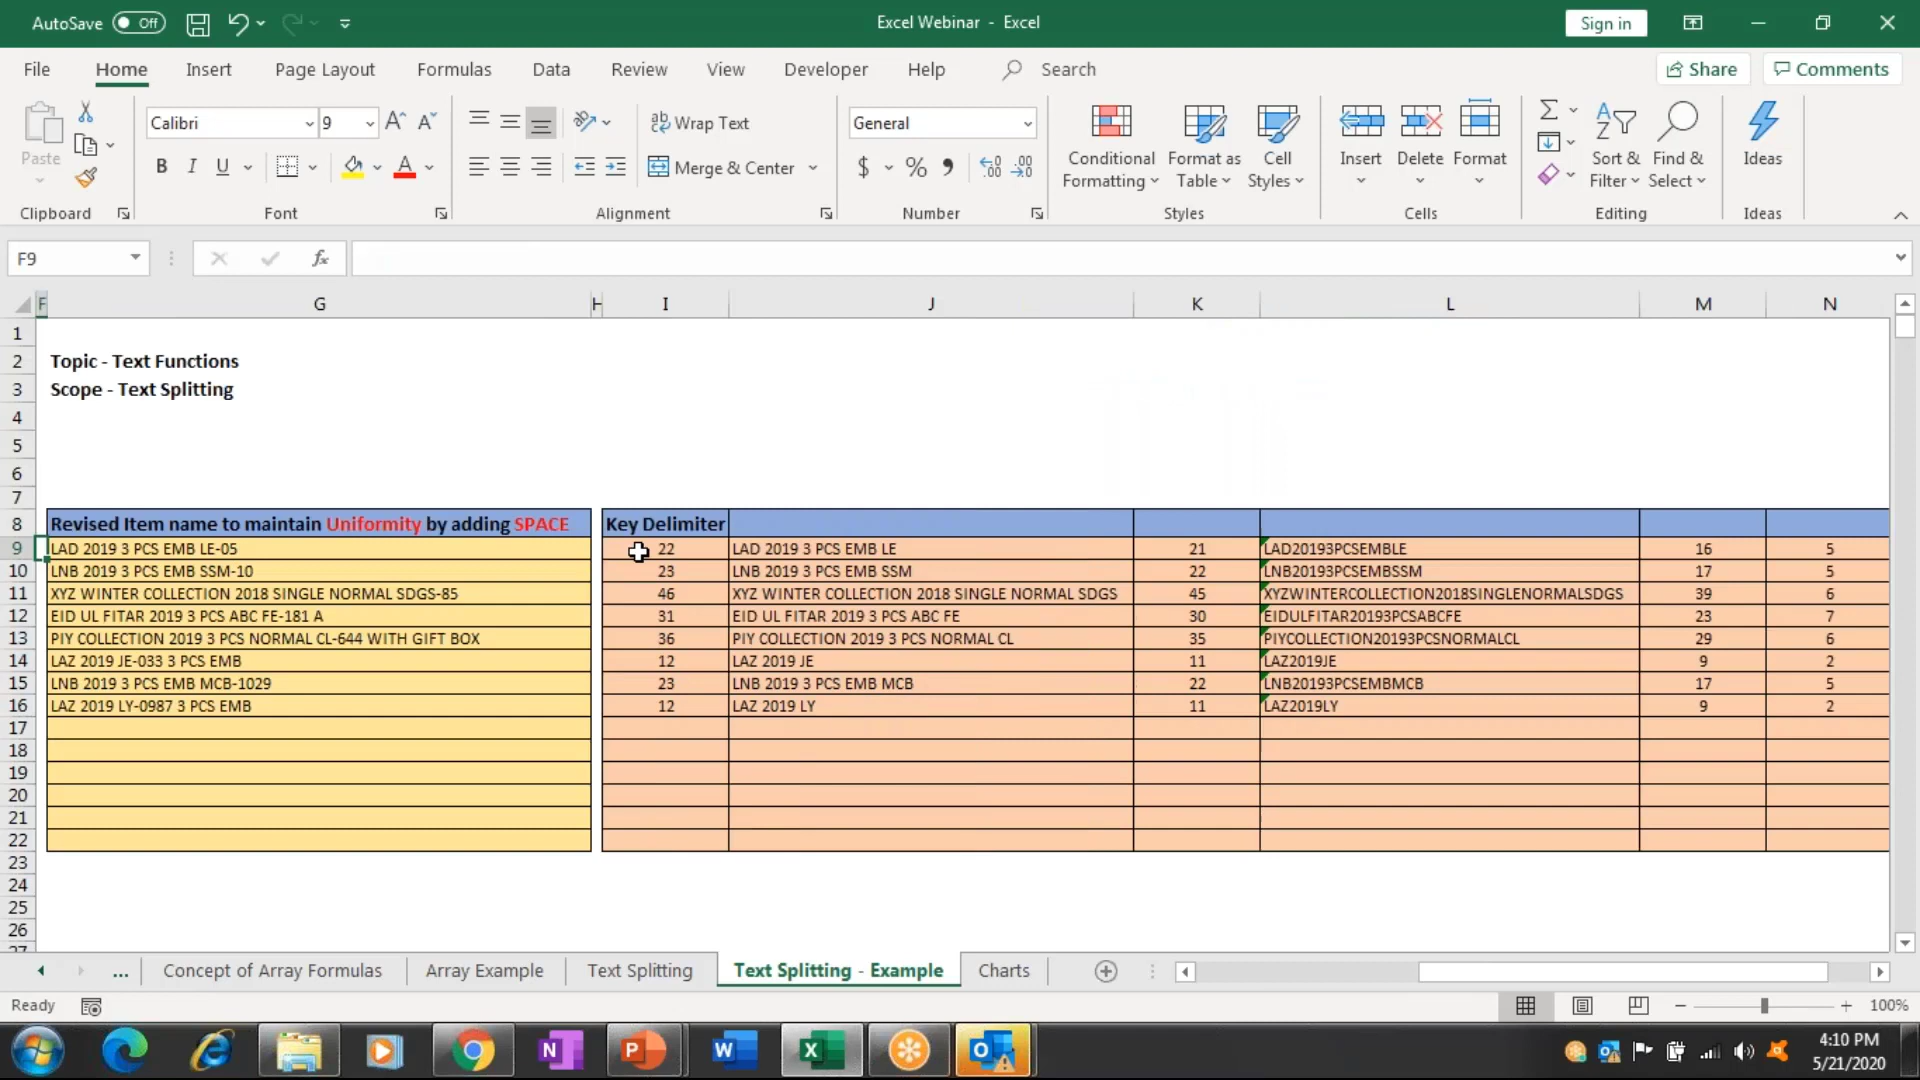 AutoSave Off
Excel Webinar - Excel
Sign in
File Home Insert Page Layout Formulas Data Review View Developer Help Search
Share Comments
Paste
Calibri 9
B I U
Wrap Text
Merge & Center
General
$ % ,
Conditional Formatting
Format as Table
Cell Styles
Insert Delete Format
Sort & Filter
Find & Select
Ideas
Clipboard Font Alignment Number Styles Cells Editing Ideas
F9 fx
F G H I J K L M N
1
2 Topic - Text Functions
3 Scope - Text Splitting
4
5
6
7
8 Revised Item name to maintain Uniformity by adding SPACE Key Delimiter
9 LAD 2019 3 PCS EMB LE-05 22 LAD 2019 3 PCS EMB LE 21 LAD20193PCSEMBLE 16 5
10 LNB 2019 3 PCS EMB SSM-10 23 LNB 2019 3 PCS EMB SSM 22 LNB20193PCSEMBSSM 17 5
11 XYZ WINTER COLLECTION 2018 SINGLE NORMAL SDGS-85 46 XYZ WINTER COLLECTION 2018 SINGLE NORMAL SDGS 45 XYZWINTERCOLLECTION2018SINGLENORMALSDGS 39 6
12 EID UL FITAR 2019 3 PCS ABC FE-181 A 31 EID UL FITAR 2019 3 PCS ABC FE 30 EIDULFITAR20193PCSABCFE 23 7
13 PIY COLLECTION 2019 3 PCS NORMAL CL-644 WITH GIFT BOX 36 PIY COLLECTION 2019 3 PCS NORMAL CL 35 PIYCOLLECTION20193PCSNORMALCL 29 6
14 LAZ 2019 JE-033 3 PCS EMB 12 LAZ 2019 JE 11 LAZ2019JE 9 2
15 LNB 2019 3 PCS EMB MCB-1029 23 LNB 2019 3 PCS EMB MCB 22 LNB20193PCSEMBMCB 17 5
16 LAZ 2019 LY-0987 3 PCS EMB 12 LAZ 2019 LY 11 LAZ2019LY 9 2
17
18
19
20
21
22
23
24
25
26
27
... Concept of Array Formulas Array Example Text Splitting Text Splitting - Example Charts
Ready 100%
4:10 PM
5/21/2020